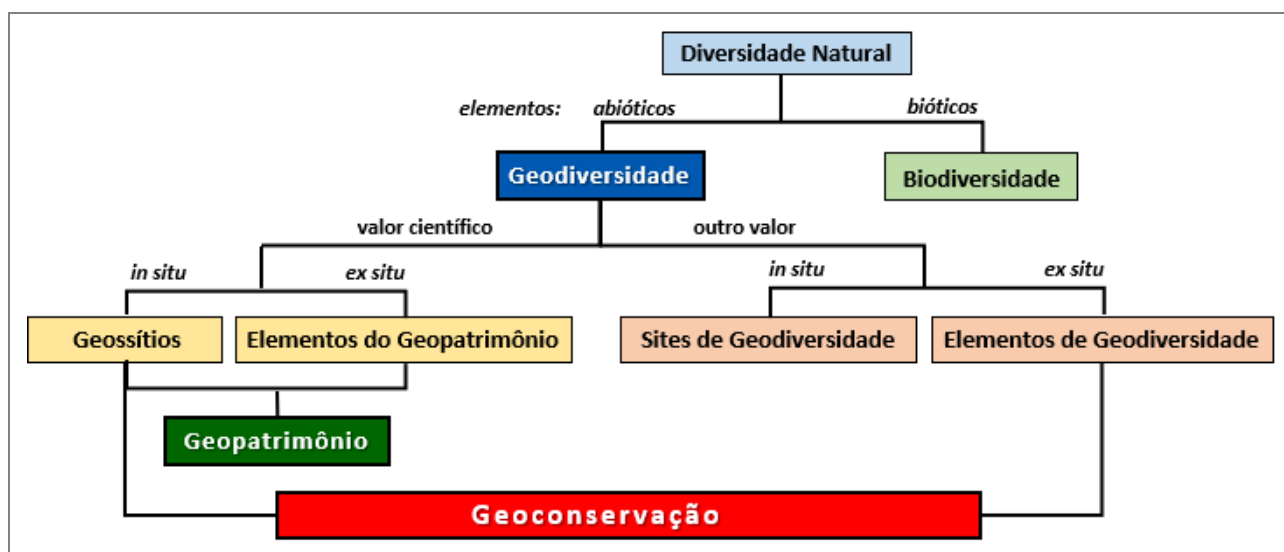 Diversidade Natural
elementos: abióticos bióticos
Geodiversidade
Biodiversidade
valor científico outro valor
in situ ex situ in situ ex situ
Geossítios Elementos do Geopatrimônio Sites de Geodiversidade Elementos de Geodiversidade
Geopatrimônio
Geoconservação